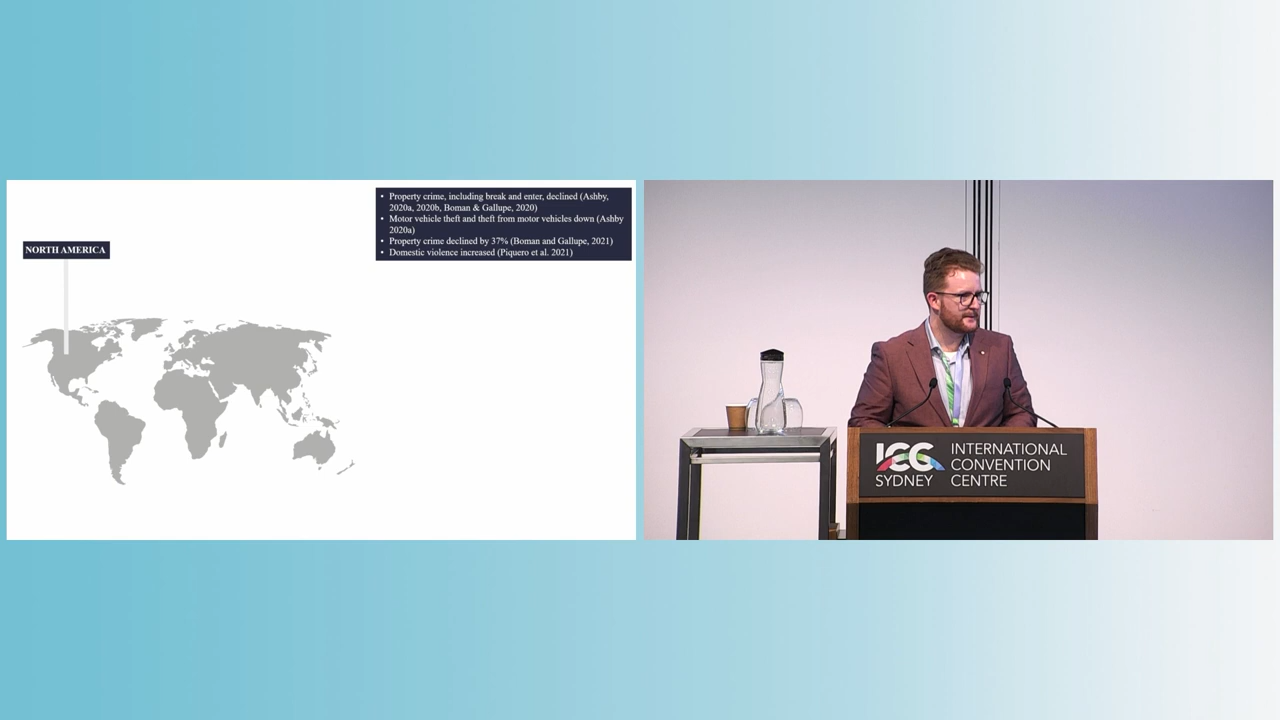 • Property crime, including break and enter, declined (Ashby,
2020a, 2020b, Boman & Gallupe, 2020)
• Motor vehicle theft and theft from motor vehicles down (Ashby
2020a)
• Property crime declined by 37% (Boman and Gallupe, 2021)
• Domestic violence increased (Piquero et al. 2021)
NORTH AMERICA
ICC
SYDNEY
INTERNATIONAL
CONVENTION
CENTRE